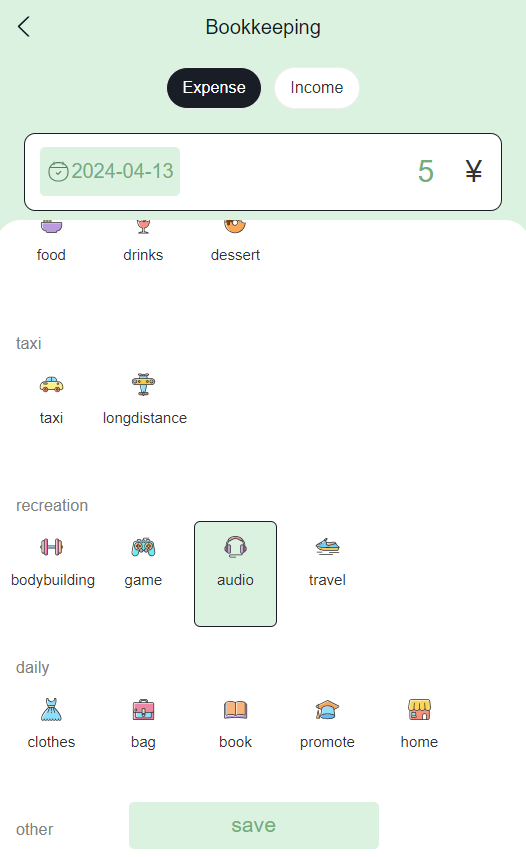 Bookkeeping
Expense Income
2024-04-13 5 ¥
food drinks dessert
taxi
taxi longdistance
recreation
bodybuilding game audio travel
daily
clothes bag book promote home
other save